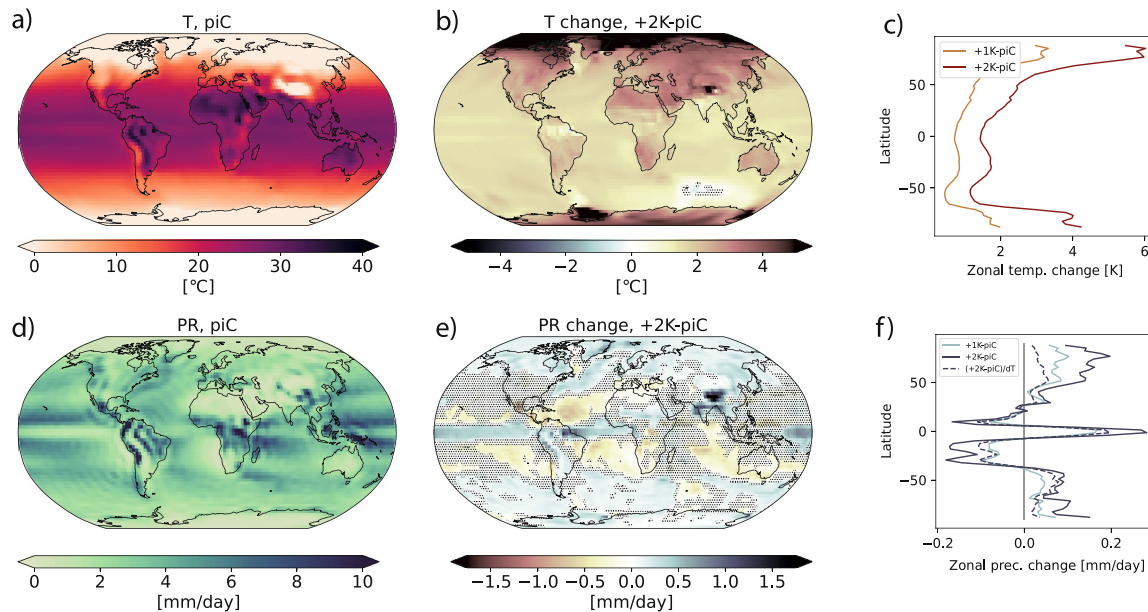 a)
T, piC
0
10
20
30
40
[°C]
b)
T change, +2K-piC
−4
−2
0
2
4
[°C]
c)
+1K-piC
+2K-piC
Latitude
50
0
−50
2
4
6
Zonal temp. change [K]
d)
PR, piC
0
2
4
6
8
10
[mm/day]
e)
PR change, +2K-piC
−1.5
−1.0
−0.5
0.0
0.5
1.0
1.5
[mm/day]
f)
+1K-piC
+2K-piC
(+2K-piC)/dT
Latitude
50
0
−50
−0.2
0.0
0.2
Zonal prec. change [mm/day]